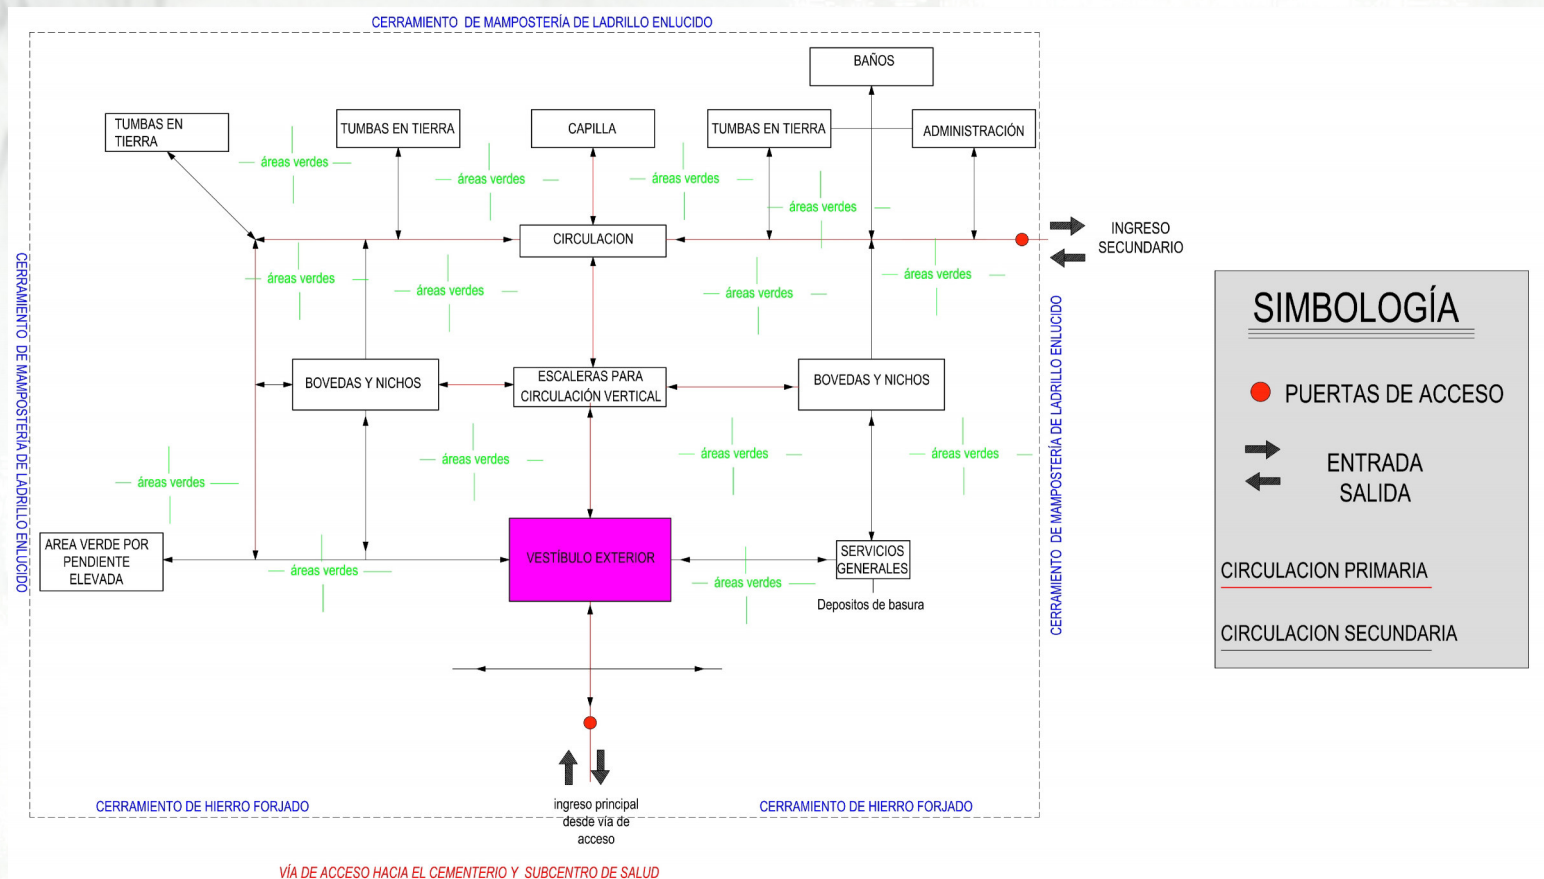 CERRAMIENTO DE MAMPOSTERÍA DE LADRILLO ENLUCIDO
BAÑOS
TUMBAS EN
TIERRA
TUMBAS EN TIERRA
CAPILLA
TUMBAS EN TIERRA
ADMINISTRACIÓN
áreas verdes
áreas verdes
áreas verdes
áreas verdes
CIRCULACION
INGRESO
SECUNDARIO
áreas verdes
áreas verdes
áreas verdes
áreas verdes
CERRAMIENTO DE MAMPOSTERÍA DE LADRILLO ENLUCIDO
CERRAMIENTO DE MAMPOSTERÍA DE LADRILLO ENLUCIDO
BOVEDAS Y NICHOS
ESCALERAS PARA
CIRCULACIÓN VERTICAL
BOVEDAS Y NICHOS
áreas verdes
áreas verdes
áreas verdes
áreas verdes
AREA VERDE POR
PENDIENTE
ELEVADA
áreas verdes
VESTÍBULO EXTERIOR
áreas verdes
SERVICIOS
GENERALES
Depositos de basura
CERRAMIENTO DE HIERRO FORJADO
ingreso principal
desde vía de
acceso
CERRAMIENTO DE HIERRO FORJADO
VÍA DE ACCESO HACIA EL CEMENTERIO Y SUBCENTRO DE SALUD
SIMBOLOGÍA
PUERTAS DE ACCESO
ENTRADA
SALIDA
CIRCULACION PRIMARIA
CIRCULACION SECUNDARIA